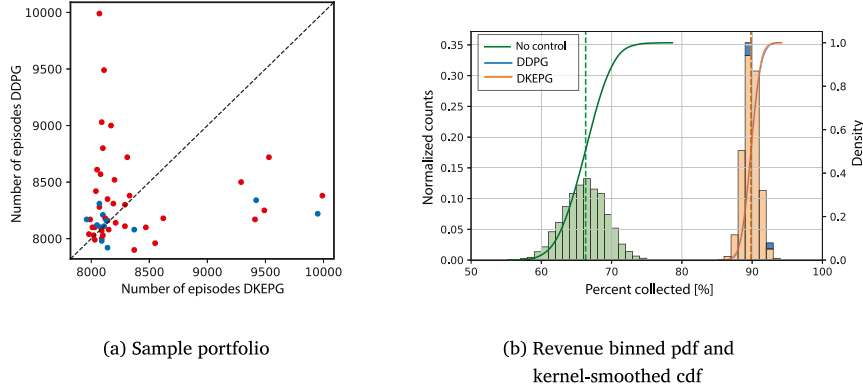 10000
9500
9000
8500
8000
Number of episodes DDPG
8000
8500
9000
9500
10000
Number of episodes DKEPG
(a) Sample portfolio
No control
DDPG
DKEPG
0.35
0.30
0.25
0.20
0.15
0.10
0.05
0.00
Normalized counts
1.0
0.8
0.6
0.4
0.2
0.0
Density
50
60
70
80
90
100
Percent collected [%]
(b) Revenue binned pdf and
kernel-smoothed cdf